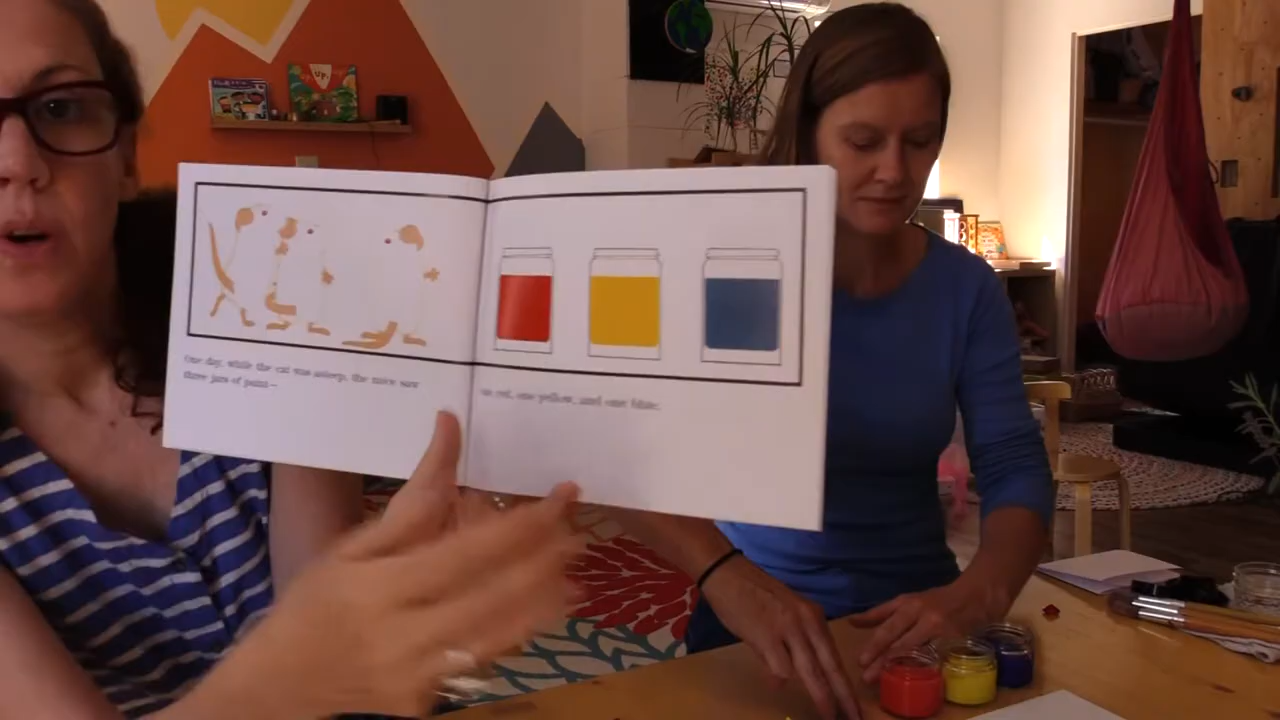 up.
One day, while the cat was asleep, the mice saw
three jars of paint—
one red, one yellow, and one blue.